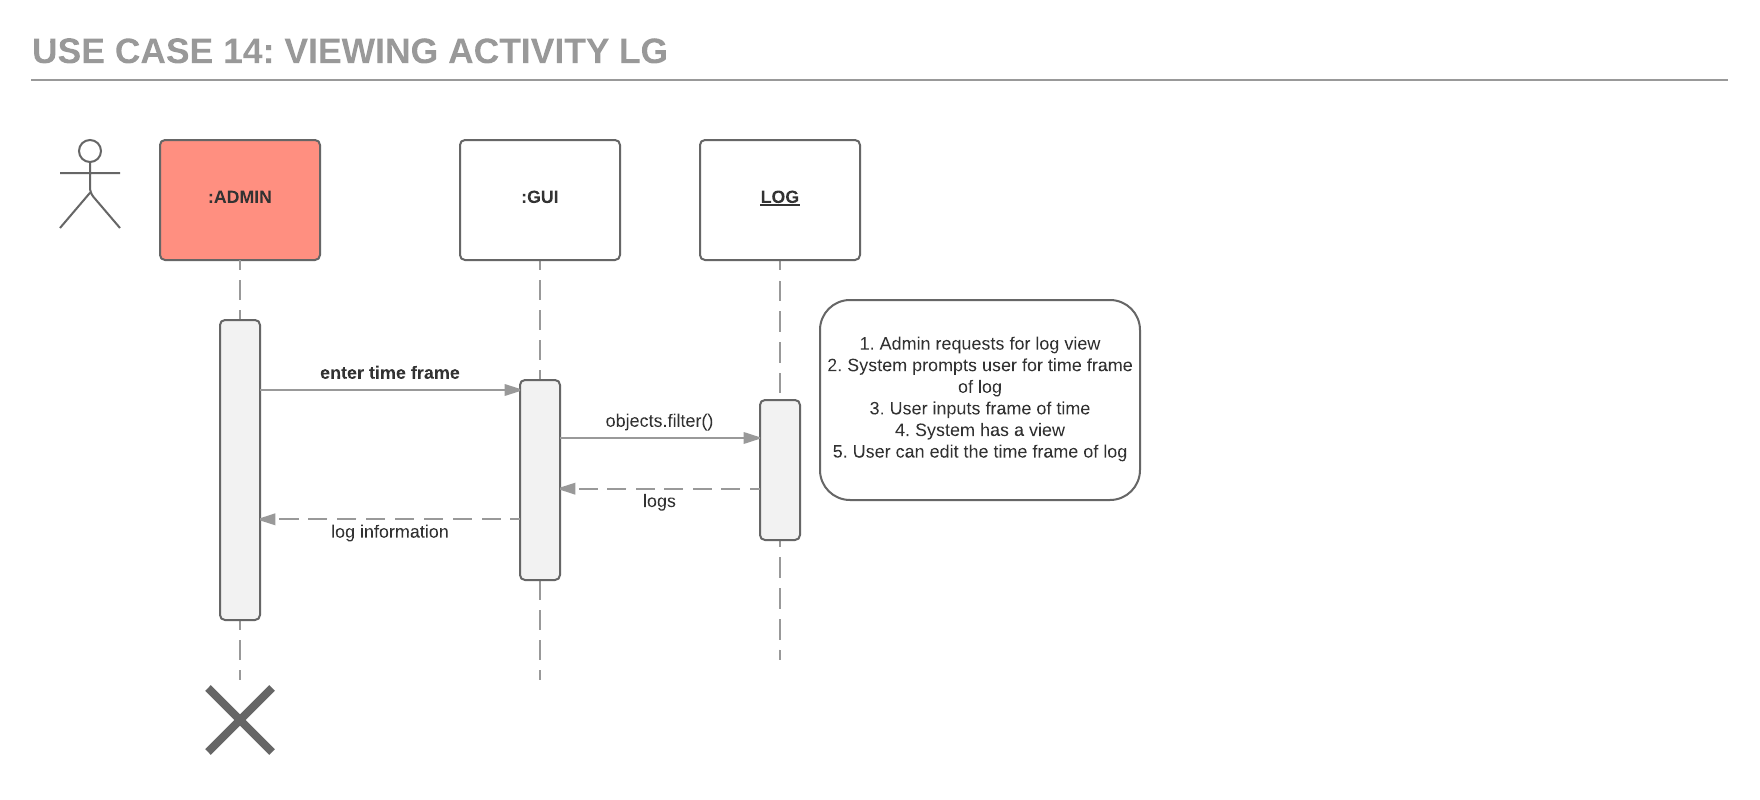 USE CASE 14: VIEWING ACTIVITY LG
:ADMIN
:GUI
LOG
1. Admin requests for log view
2. System prompts user for time frame
of log
3. User inputs frame of time
4. System has a view
5. User can edit the time frame of log
enter time frame
objects.filter()
logs
log information